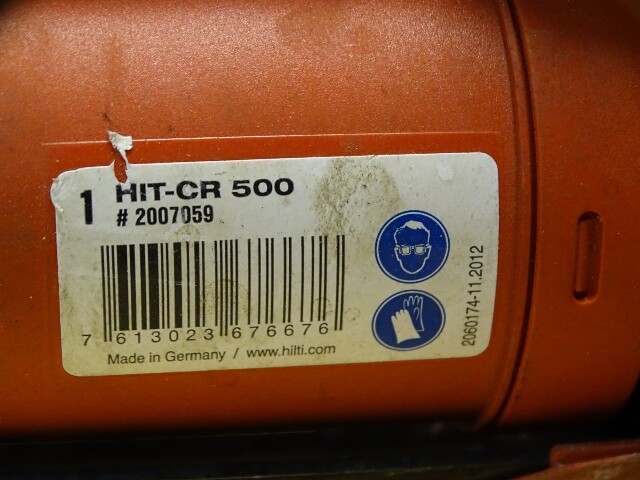 1 HIT-CR 500
# 2007059
7 613023 676676
Made in Germany / www.hilti.com
2060174-11.2012